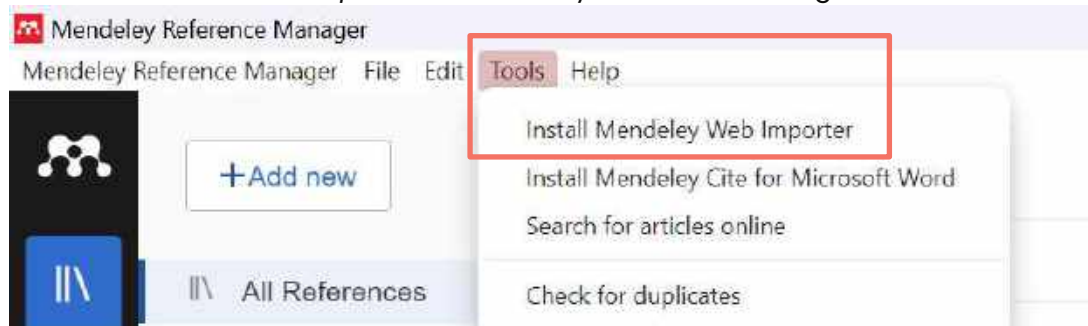 Mendeley Reference Manager
Mendeley Reference Manager File Edit Tools Help
Install Mendeley Web Importer
+Add new
Install Mendeley Cite for Microsoft Word
Search for articles online
All References
Check for duplicates